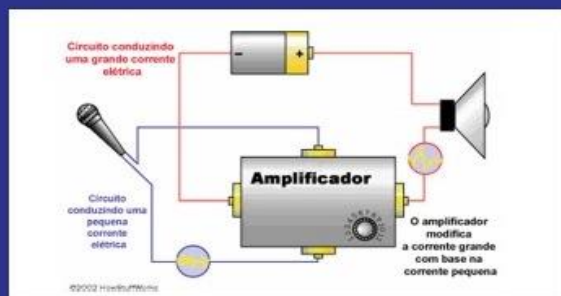 Circuito conduzindo
uma grande corrente
elétrica
- +
Amplificador
Circuito
conduzindo uma
pequena
corrente
elétrica
O amplificador
modifica
a corrente grande
com base na
corrente pequena
©2002 HowStuffWorks